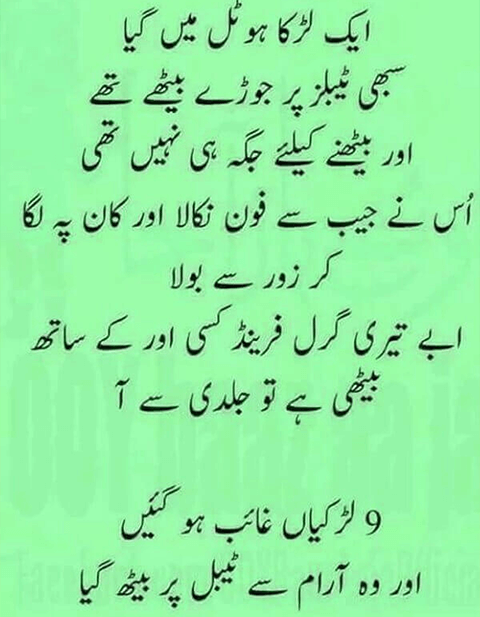 ایک لڑکا ہوٹل میں گیا
سبھی ٹیبلز پر جوڑے بیٹھے تھے
اور بیٹھنے کیلئے جگہ ہی نہیں تھی
اُس نے جیب سے فون نکالا اور کان پہ لگا
کر زور سے بولا
ابے تیری گرل فرینڈ کسی اور کے ساتھ
بیٹھی ہے تو جلدی سے آ
9 لڑکیاں غائب ہو گئیں
اور وہ آرام سے ٹیبل پر بیٹھ گیا